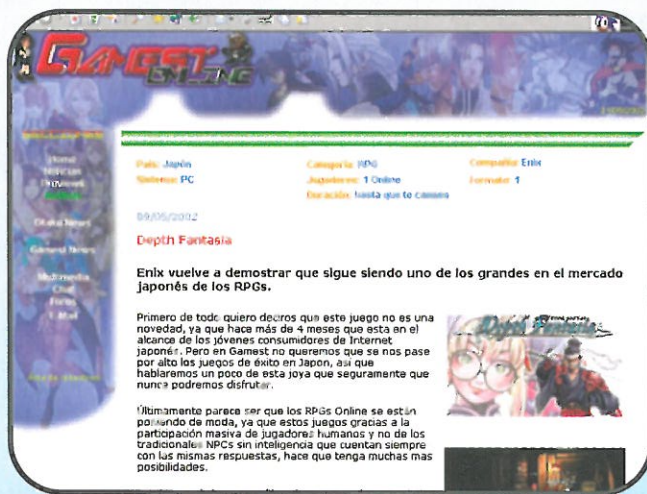 GAMEST
ONLINE
Home
Noticias
Previews
Otaku News
Gamest News
Multimedia
Chat
Foros
E-Mail
País: Japón
Categoría: RPG
Compañía: Enix
Sistema: PC
Jugadores: 1 Online
Formato: 1
Duración: hasta que te canses
09/05/2002
Depth Fantasia
Enix vuelve a demostrar que sigue siendo uno de los grandes en el mercado
japonés de los RPGs.
Primero de todo quiero deciros que este juego no es una
novedad, ya que hace más de 4 meses que esta en el
alcance de los jóvenes consumidores de Internet
japonés. Pero en Gamest no queremos que se nos pase
por alto los juegos de éxito en Japon, asi que
hablaremos un poco de esta joya que seguramente que
nunca podremos disfrutar.
Depth Fantasia
Últimamente parece ser que los RPGs Online se están
poniendo de moda, ya que estos juegos gracias a la
participación masiva de jugadores humanos y no de los
tradicionales NPCs sin inteligencia que cuentan siempre
con las mismas respuestas, hace que tenga muchas mas
posibilidades.